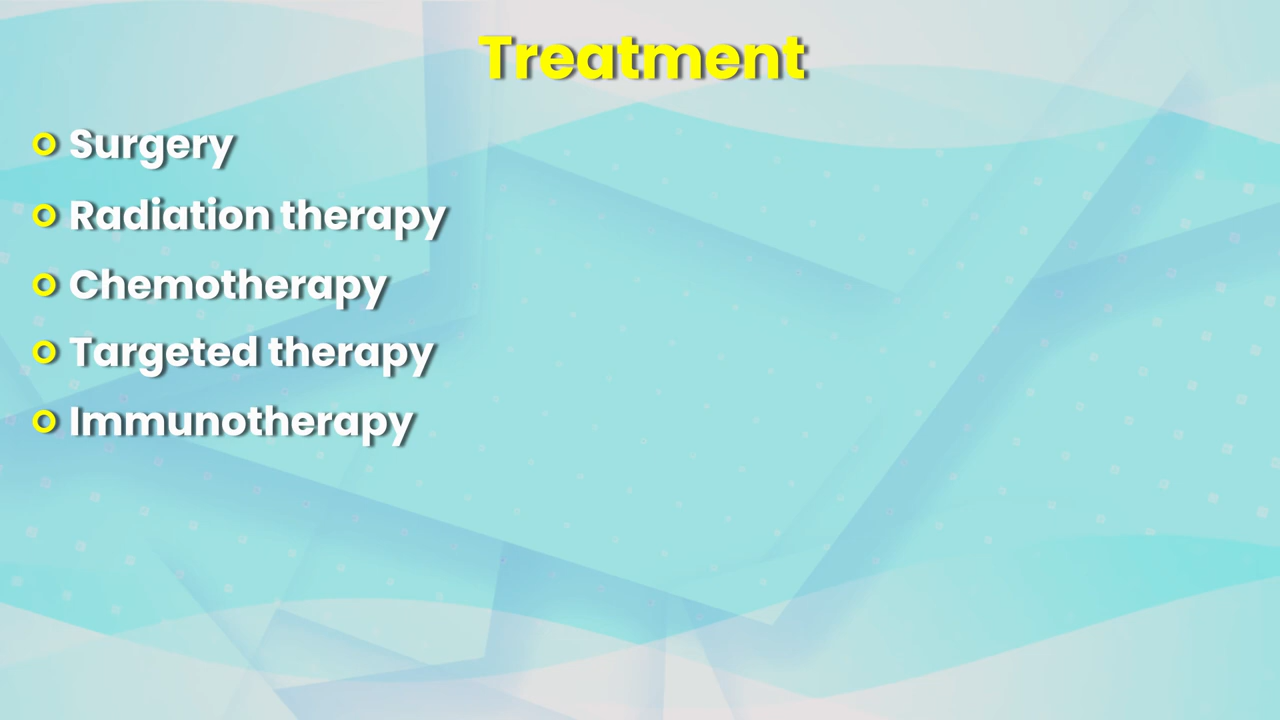 Treatment
Surgery
Radiation therapy
Chemotherapy
Targeted therapy
Immunotherapy